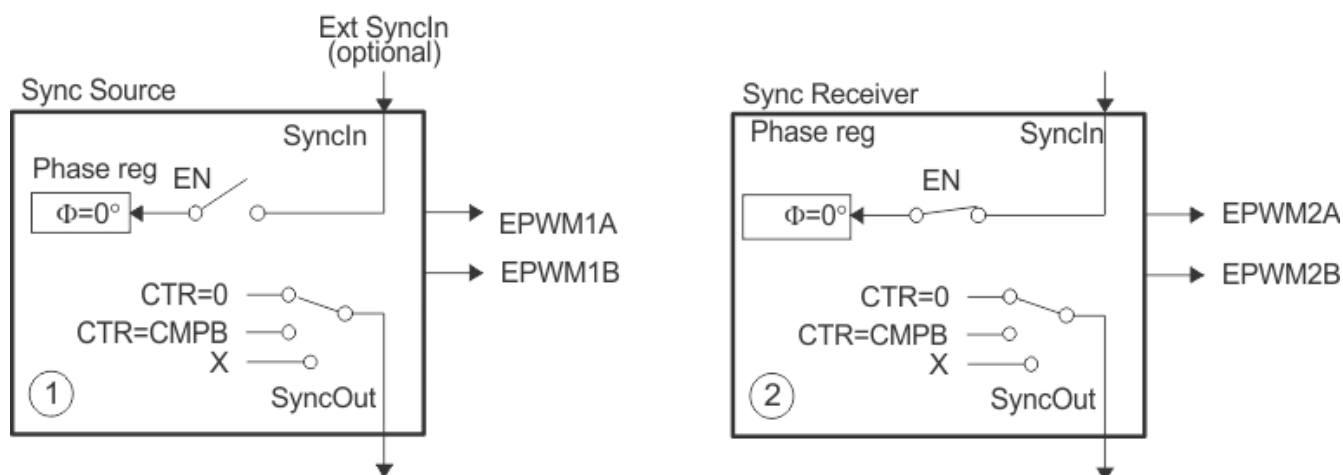 Ext SyncIn
(optional)
Sync Source
SyncIn
Phase reg
EN
Φ=0°
EPWM1A
EPWM1B
CTR=0
CTR=CMPB
X
SyncOut
1
Sync Receiver
Phase reg
SyncIn
EN
Φ=0°
EPWM2A
EPWM2B
CTR=0
CTR=CMPB
X
SyncOut
2